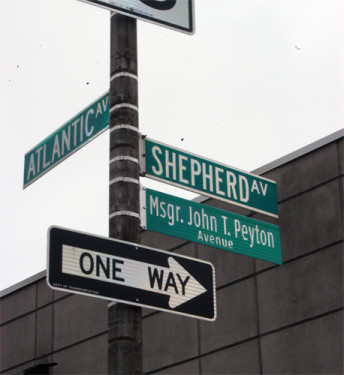 ATLANTIC AV
SHEPHERD AV
Msgr. John T. Peyton
Avenue
ONE WAY